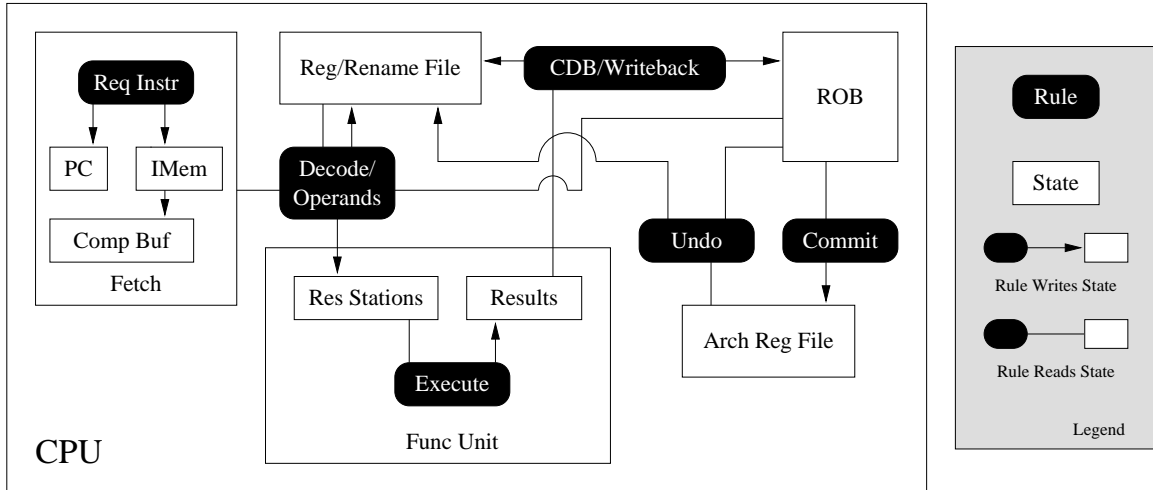 Req Instr
PC
IMem
Comp Buf
Fetch
Reg/Rename File
CDB/Writeback
ROB
Decode/
Operands
Undo
Commit
Res Stations
Results
Arch Reg File
Execute
Func Unit
CPU
Rule
State
Rule Writes State
Rule Reads State
Legend